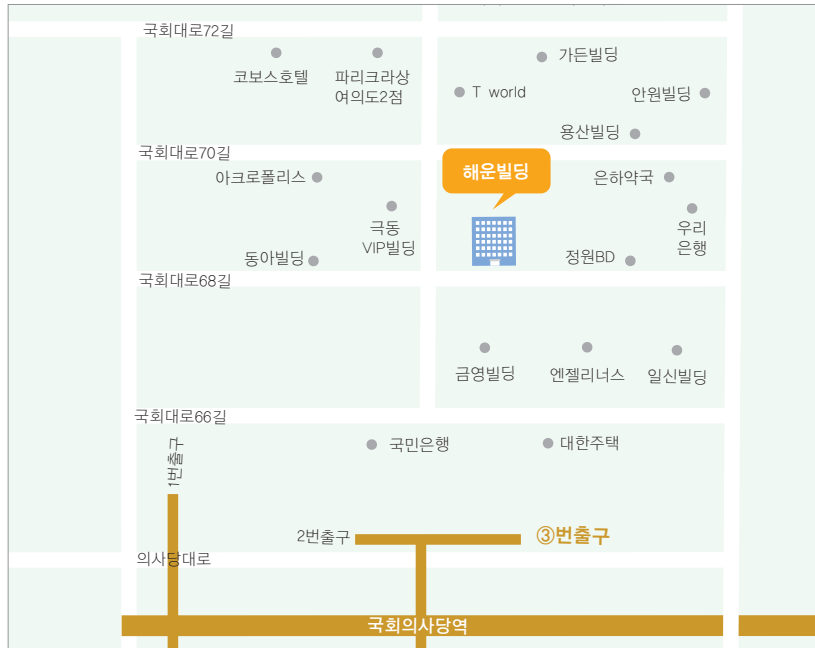 국회대로72길
코보스호텔
파리크라상
여의도2점
가든빌딩
T world
안원빌딩
용산빌딩
국회대로70길
아크로폴리스
해운빌딩
은하약국
극동
VIP빌딩
우리
은행
동아빌딩
정원BD
국회대로68길
금영빌딩
엔젤리너스
일신빌딩
국회대로66길
1번출구
국민은행
대한주택
2번출구
③번출구
의사당대로
국회의사당역